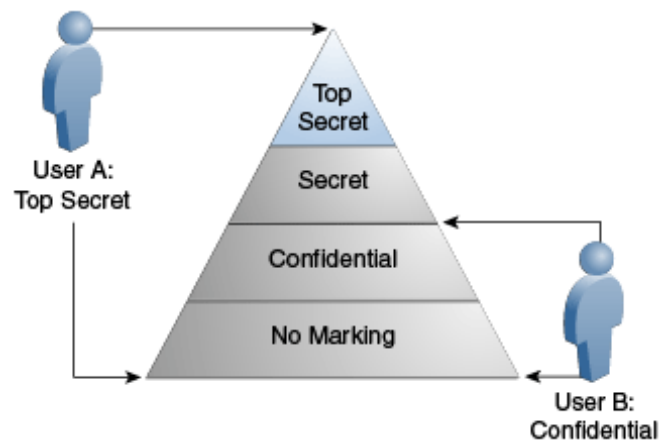 Top
Secret
Secret
Confidential
No Marking
User A:
Top Secret
User B:
Confidential